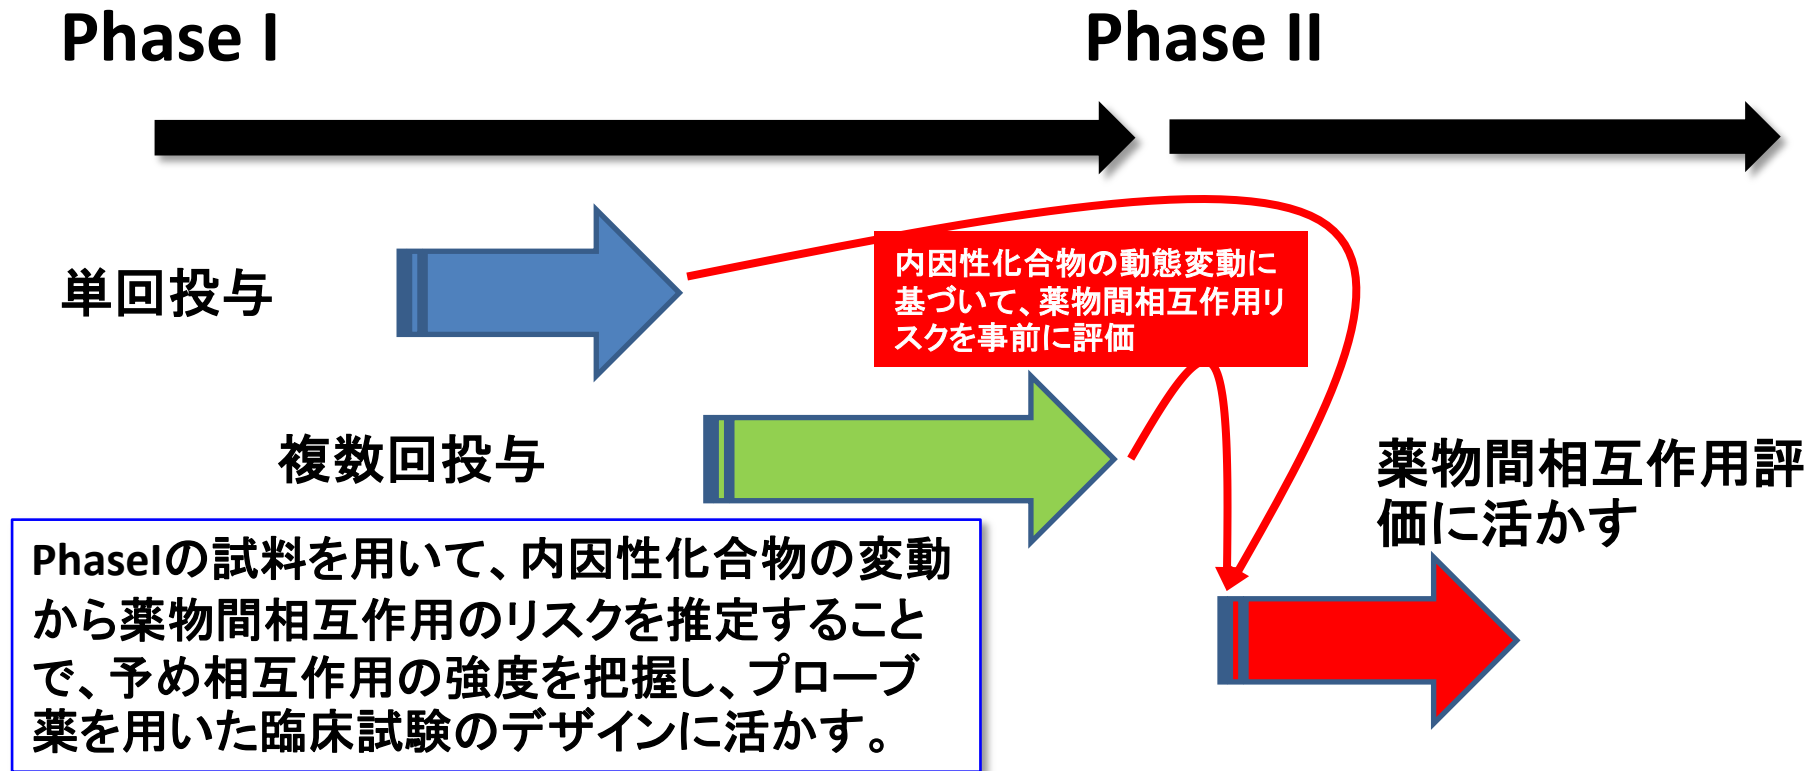 Phase I
Phase II
単回投与
内因性化合物の動態変動に
基づいて、薬物間相互作用リ
スクを事前に評価
複数回投与
薬物間相互作用評
価に活かす
PhaseIの試料を用いて、内因性化合物の変動
から薬物間相互作用のリスクを推定すること
で、予め相互作用の強度を把握し、プローブ
薬を用いた臨床試験のデザインに活かす。